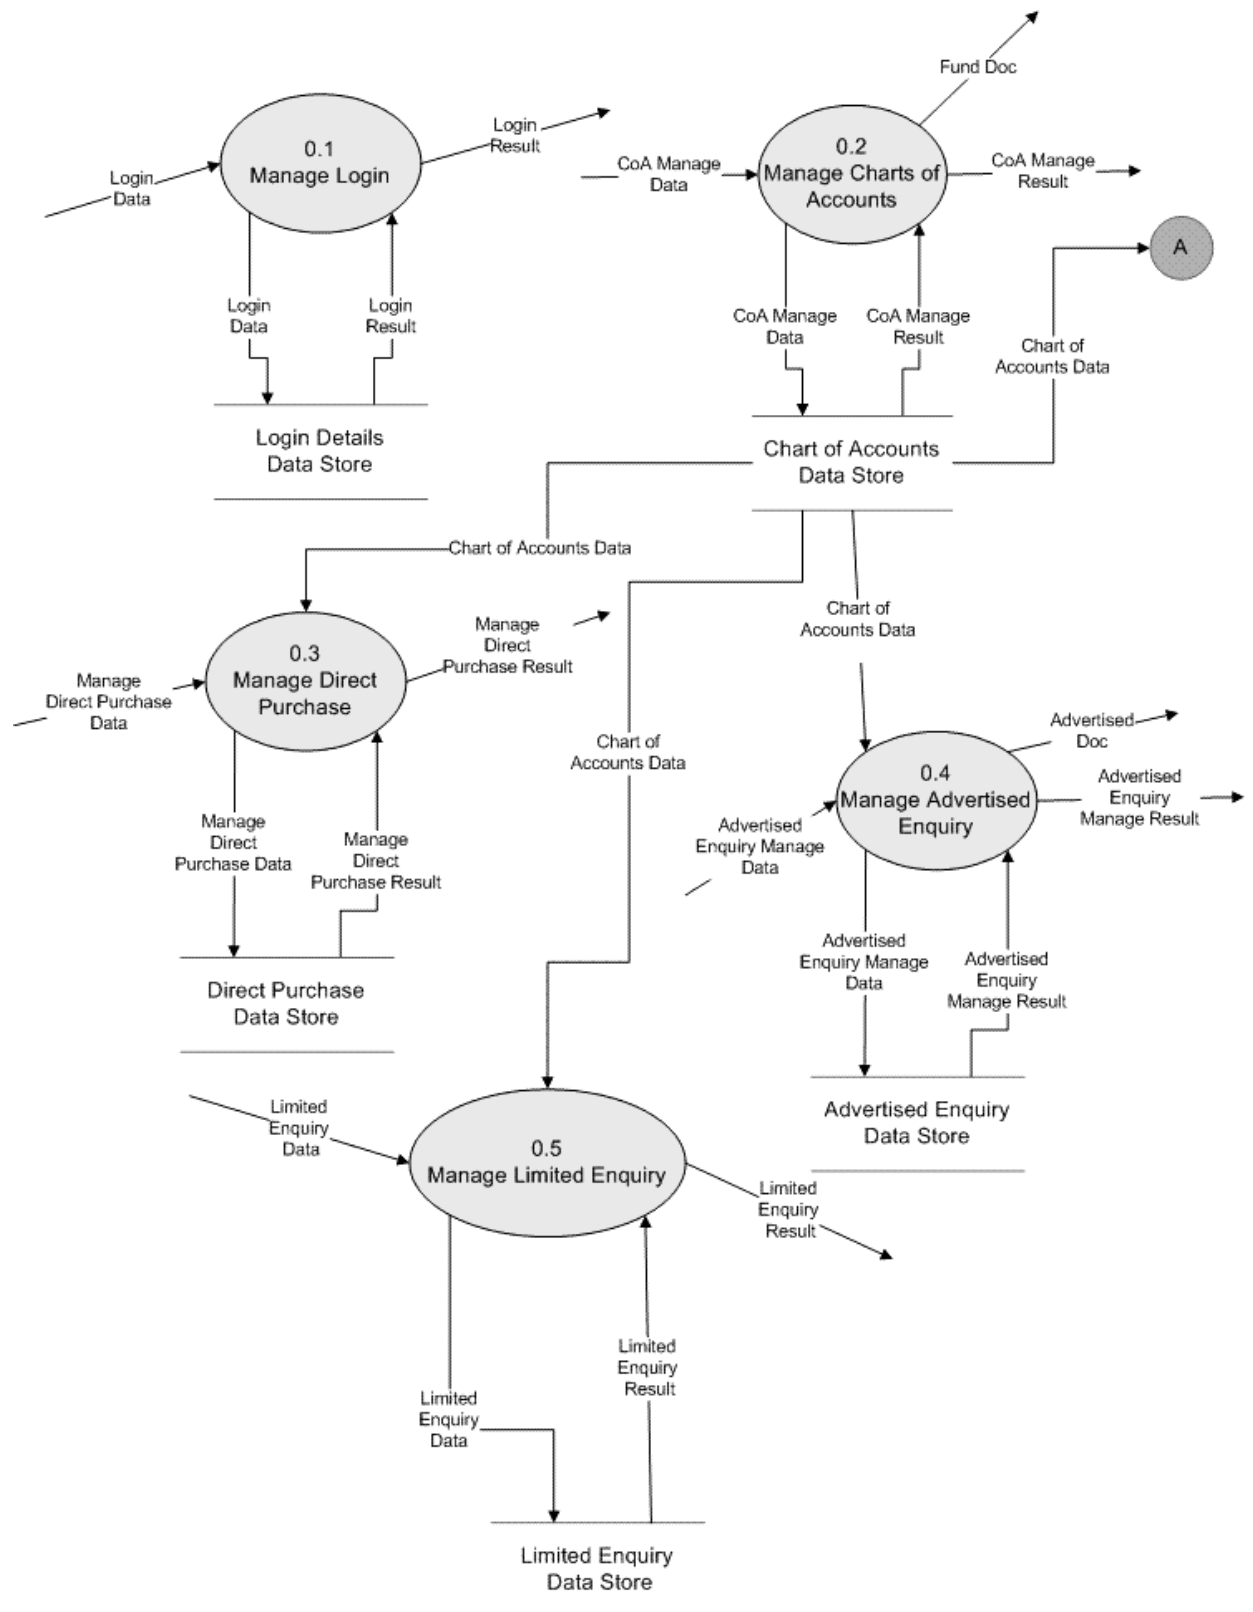 Fund Doc
0.1
Manage Login
Login
Result
Login
Data
0.2
Manage Charts of
Accounts
CoA Manage
Data
CoA Manage
Result
A
Login
Data
Login
Result
CoA Manage
Data
CoA Manage
Result
Chart of
Accounts Data
Login Details
Data Store
Chart of Accounts
Data Store
Chart of Accounts Data
Chart of
Accounts Data
Manage
Direct
Purchase Result
0.3
Manage Direct
Purchase
Manage
Direct Purchase
Data
Chart of
Accounts Data
Advertised
Doc
0.4
Manage Advertised
Enquiry
Advertised
Enquiry
Manage Result
Advertised
Enquiry Manage
Data
Manage
Direct
Purchase Data
Manage
Direct
Purchase Result
Advertised
Enquiry Manage
Data
Advertised
Enquiry
Manage Result
Direct Purchase
Data Store
Advertised Enquiry
Data Store
Limited
Enquiry
Data
0.5
Manage Limited Enquiry
Limited
Enquiry
Result
Limited
Enquiry
Result
Limited
Enquiry
Data
Limited Enquiry
Data Store